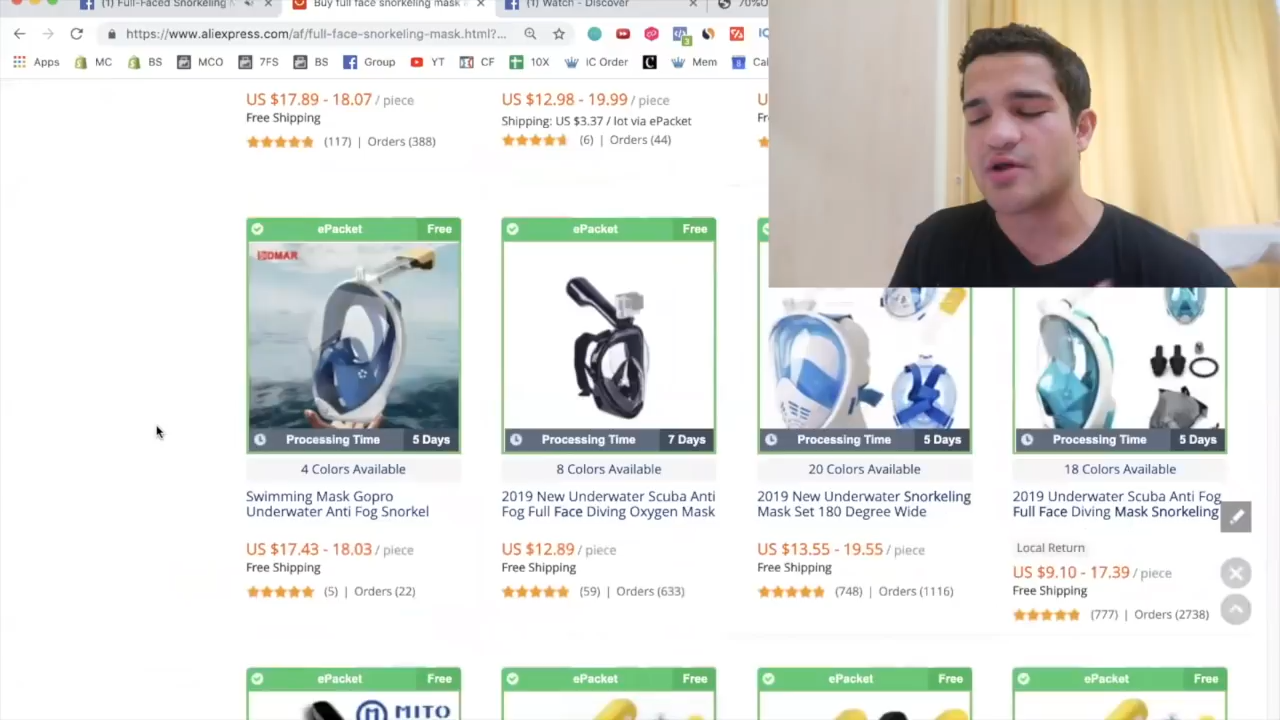 (1) Full-Faced Snorkeling
Buy full face snorkeling mask
(1) Watch - Discover
70%O
https://www.aliexpress.com/af/full-face-snorkeling-mask.html?...
3
Apps
MC
BS
MCO
7FS
BS
Group
YT
CF
10X
iC Order
Mem
Cal
US $17.89 - 18.07 / piece
Free Shipping
(117) | Orders (388)
US $12.98 - 19.99 / piece
Shipping: US $3.37 / lot via ePacket
(6) | Orders (44)
ePacket Free
Processing Time 5 Days
4 Colors Available
Swimming Mask Gopro
Underwater Anti Fog Snorkel
US $17.43 - 18.03 / piece
Free Shipping
(5) | Orders (22)
ePacket Free
Processing Time 7 Days
8 Colors Available
2019 New Underwater Scuba Anti
Fog Full Face Diving Oxygen Mask
US $12.89 / piece
Free Shipping
(59) | Orders (633)
Processing Time 5 Days
20 Colors Available
2019 New Underwater Snorkeling
Mask Set 180 Degree Wide
US $13.55 - 19.55 / piece
Free Shipping
(748) | Orders (1116)
Processing Time 5 Days
18 Colors Available
2019 Underwater Scuba Anti Fog
Full Face Diving Mask Snorkeling
Local Return
US $9.10 - 17.39 / piece
Free Shipping
(777) | Orders (2738)
ePacket Free
MITO
ePacket Free
ePacket Free
ePacket Free